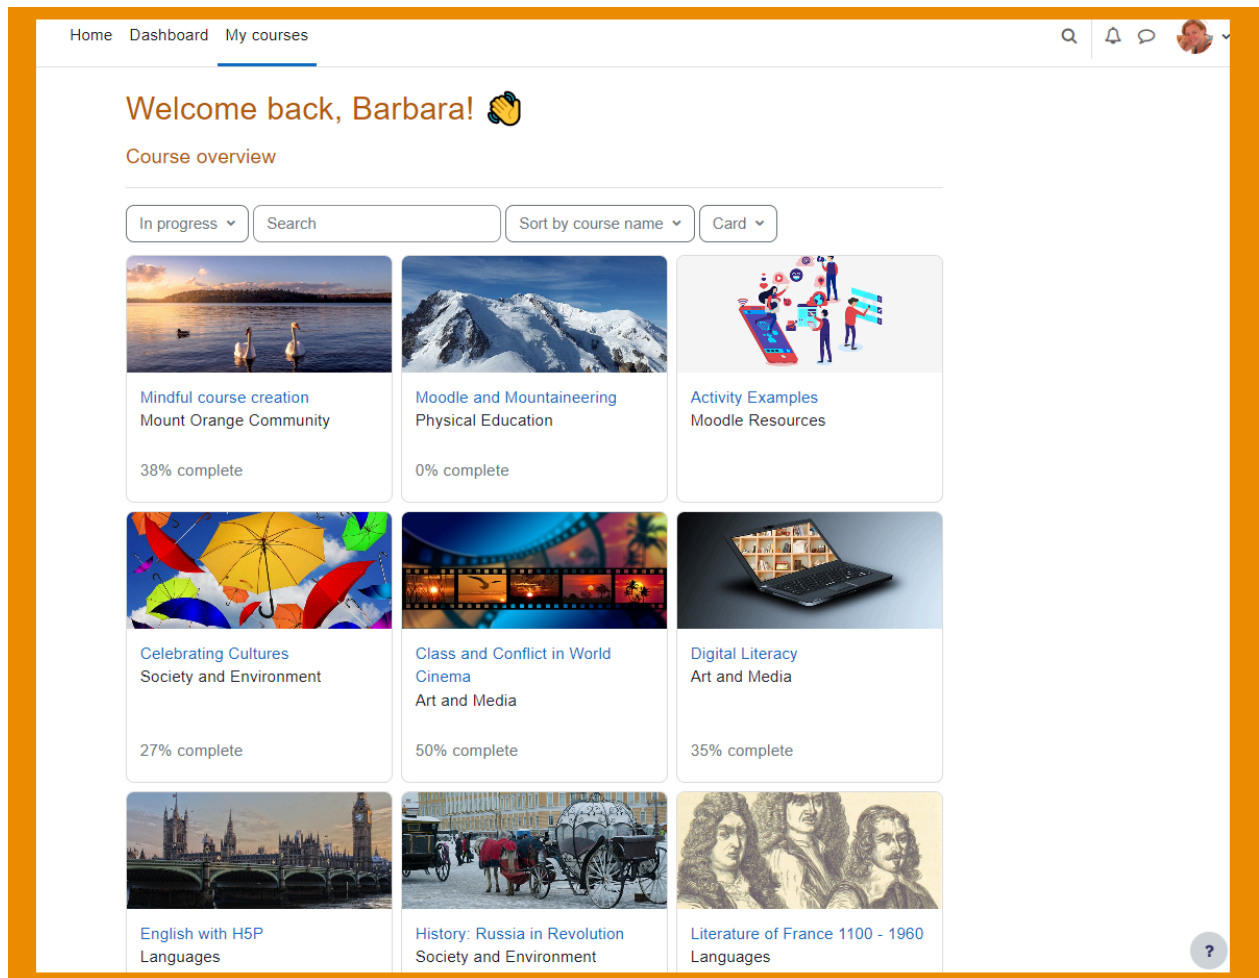 Home Dashboard My courses
Welcome back, Barbara!
Course overview
In progress Search Sort by course name Card
Mindful course creation
Mount Orange Community
38% complete
Moodle and Mountaineering
Physical Education
0% complete
Activity Examples
Moodle Resources
Celebrating Cultures
Society and Environment
27% complete
Class and Conflict in World
Cinema
Art and Media
50% complete
Digital Literacy
Art and Media
35% complete
English with H5P
Languages
History: Russia in Revolution
Society and Environment
Literature of France 1100 - 1960
Languages
?